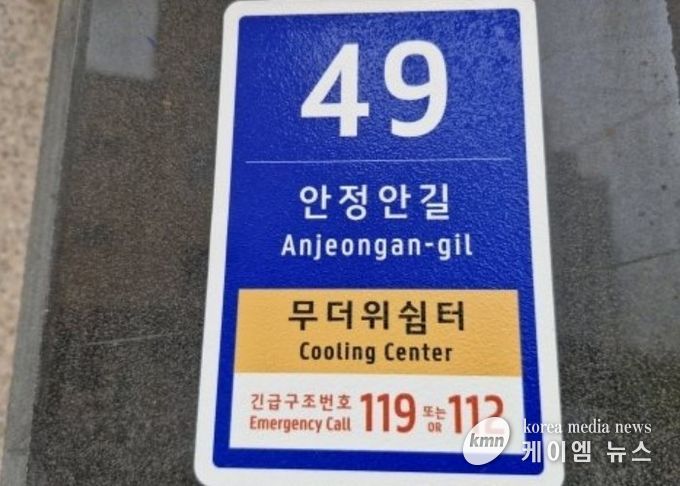 49
안정안길
Anjeongan-gil
무더위쉼터
Cooling Center
긴급구조번호 119 또는 112
Emergency Call OR
kmn korea media news
케이엠 뉴스